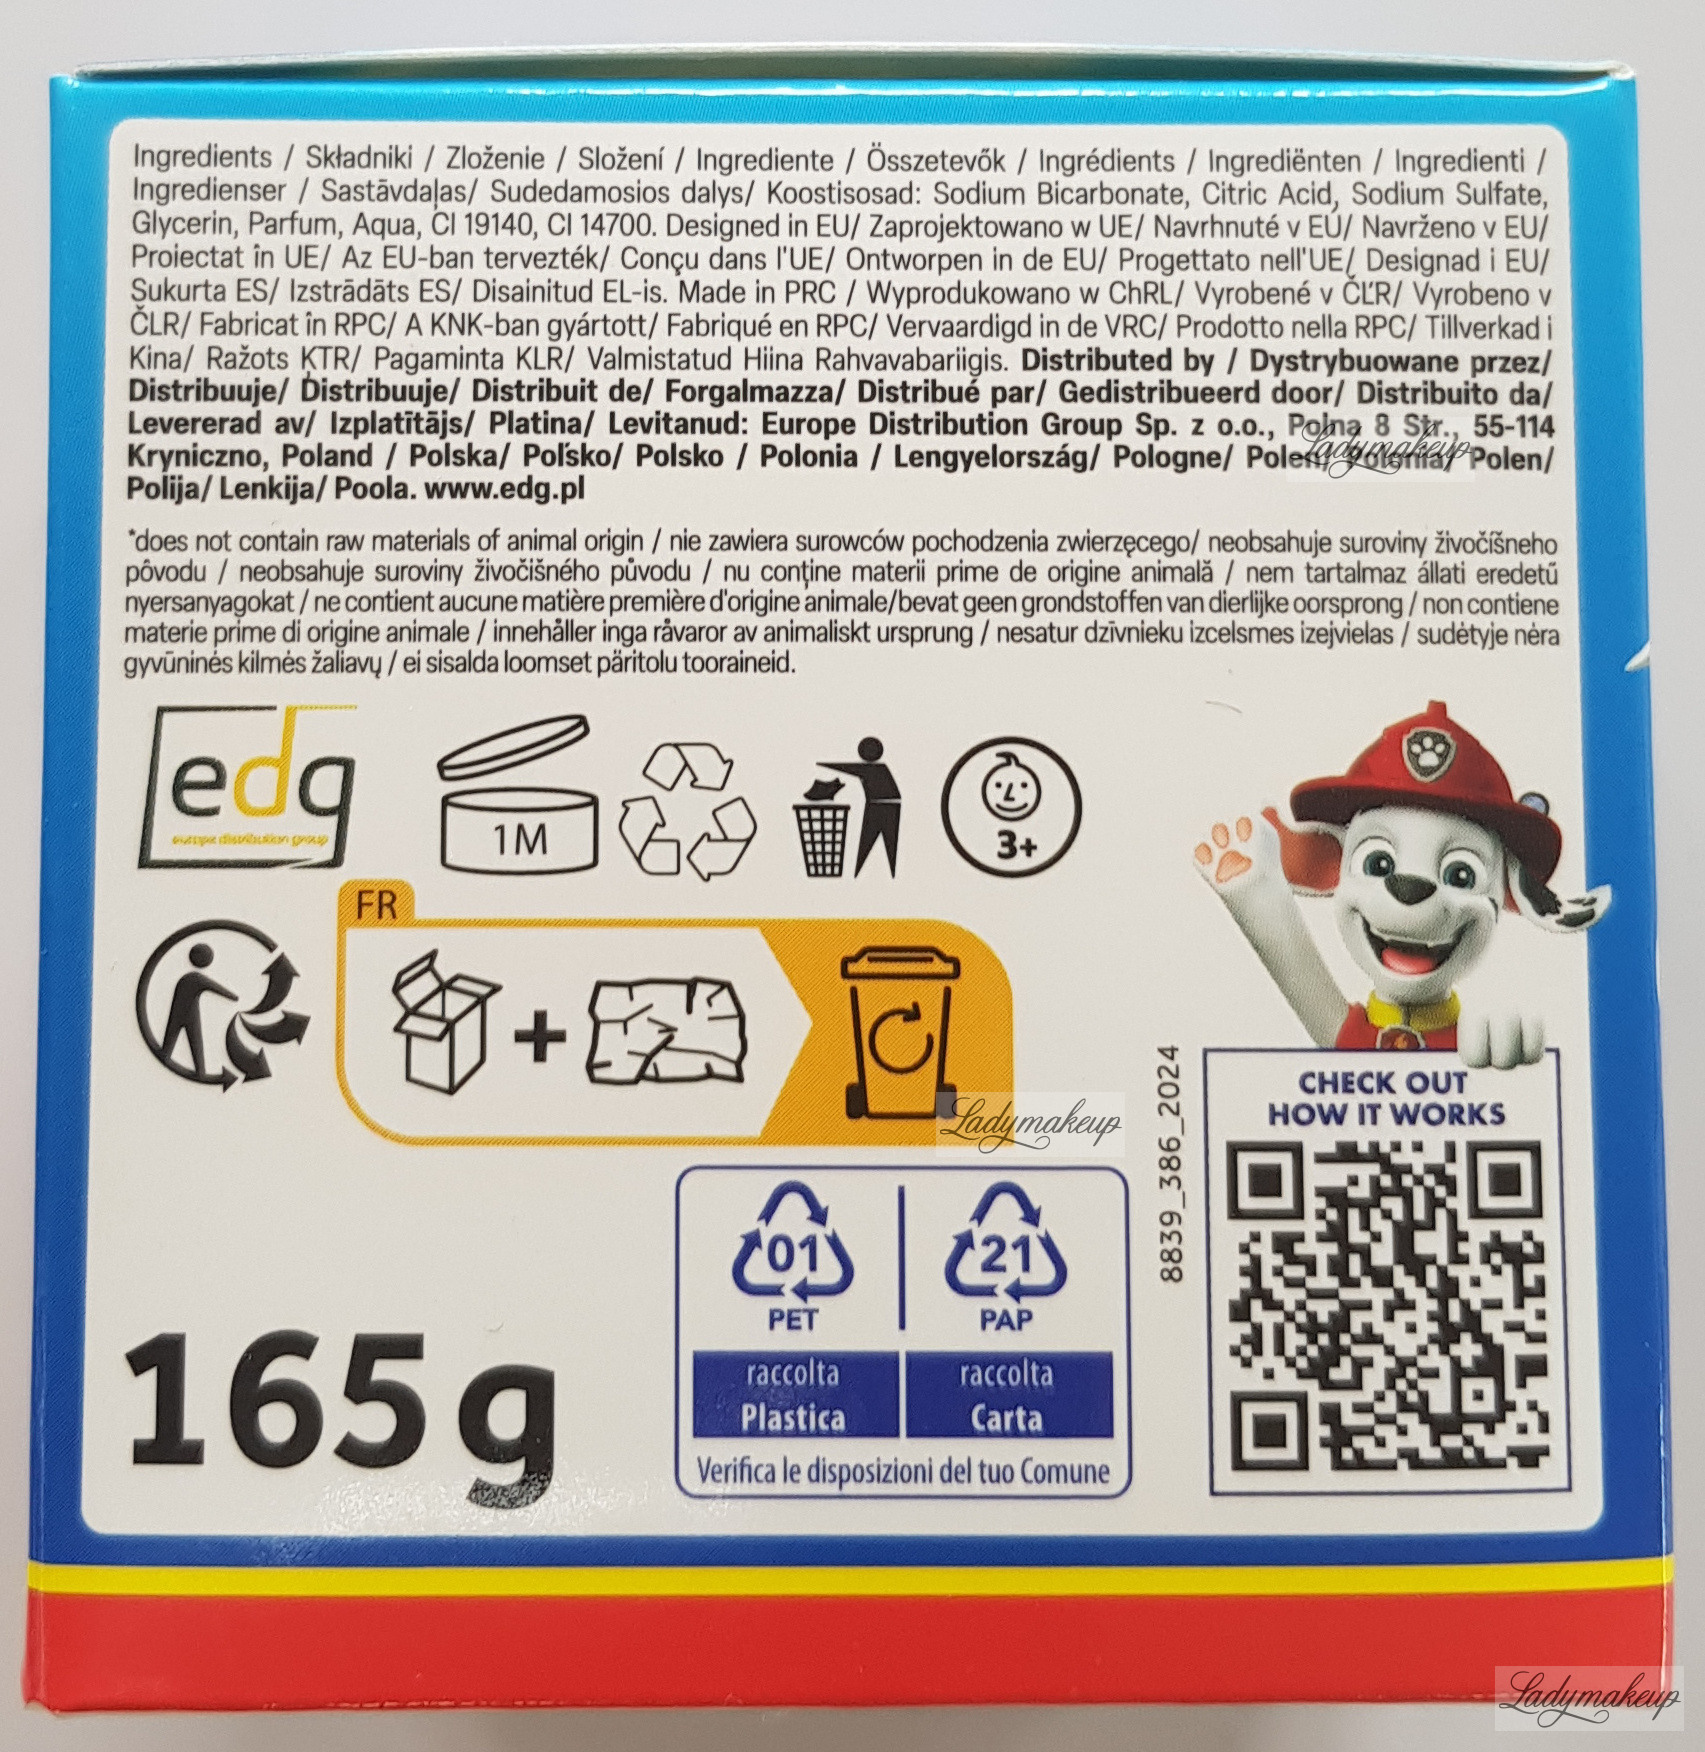 Ingredients / Składniki / Zloženie / Složení / Ingrediente / Összetevők / Ingrédients / Ingrediënten / Ingredienti /
Ingredienser / Sastāvdaļas/ Sudedamosios dalys/ Koostisosad: Sodium Bicarbonate, Citric Acid, Sodium Sulfate,
Glycerin, Parfum, Aqua, CI 19140, CI 14700. Designed in EU/ Zaprojektowano w UE/ Navrhnuté v EÚ/ Navrženo v EU/
Proiectat în UE/ Az EU-ban tervezték/ Conçu dans l'UE/ Ontworpen in de EU/ Progettato nell'UE/ Designad i EU/
Sukurta ES/ Izstrādāts ES/ Disainitud EL-is. Made in PRC / Wyprodukowano w ChRL/ Vyrobené v ČĽR/ Vyrobeno v
ČLR/ Fabricat în RPC/ A KNK-ban gyártott/ Fabriqué en RPC/ Vervaardigd in de VRC/ Prodotto nella RPC/ Tillverkad i
Kina/ Ražots ĶTR/ Pagaminta KLR/ Valmistatud Hiina Rahvavabariigis. Distributed by / Dystrybuowane przez/
Distribuuje/ Distribuuje/ Distribuit de/ Forgalmazza/ Distribué par/ Gedistribueerd door/ Distribuito da/
Levererad av/ Izplatītājs/ Platina/ Levitanud: Europe Distribution Group Sp. z o.o., Polna 8 Str., 55-114
Kryniczno, Poland / Polska/ Poľsko/ Polsko / Polonia / Lengyelország/ Pologne/ Polen/ Polonia/ Polen/
Polija/ Lenkija/ Poola. www.edg.pl
*does not contain raw materials of animal origin / nie zawiera surowców pochodzenia zwierzęcego/ neobsahuje suroviny živočíšneho
pôvodu / neobsahuje suroviny živočišného původu / nu conține materii prime de origine animală / nem tartalmaz állati eredetű
nyersanyagokat / ne contient aucune matière première d'origine animale/bevat geen grondstoffen van dierlijke oorsprong / non contiene
materie prime di origine animale / innehåller inga råvaror av animaliskt ursprung / nesatur dzīvnieku izcelsmes izejvielas / sudėtyje nėra
gyvūninės kilmės žaliavų / ei sisalda loomset päritolu tooraineid.
edg
europe distribution group
1M
3+
FR
+
CHECK OUT
HOW IT WORKS
8839_386_2024
01
PET
21
PAP
raccolta
Plastica
raccolta
Carta
Verifica le disposizioni del tuo Comune
165g
Ladymakeup
Ladymakeup
Ladymakeup